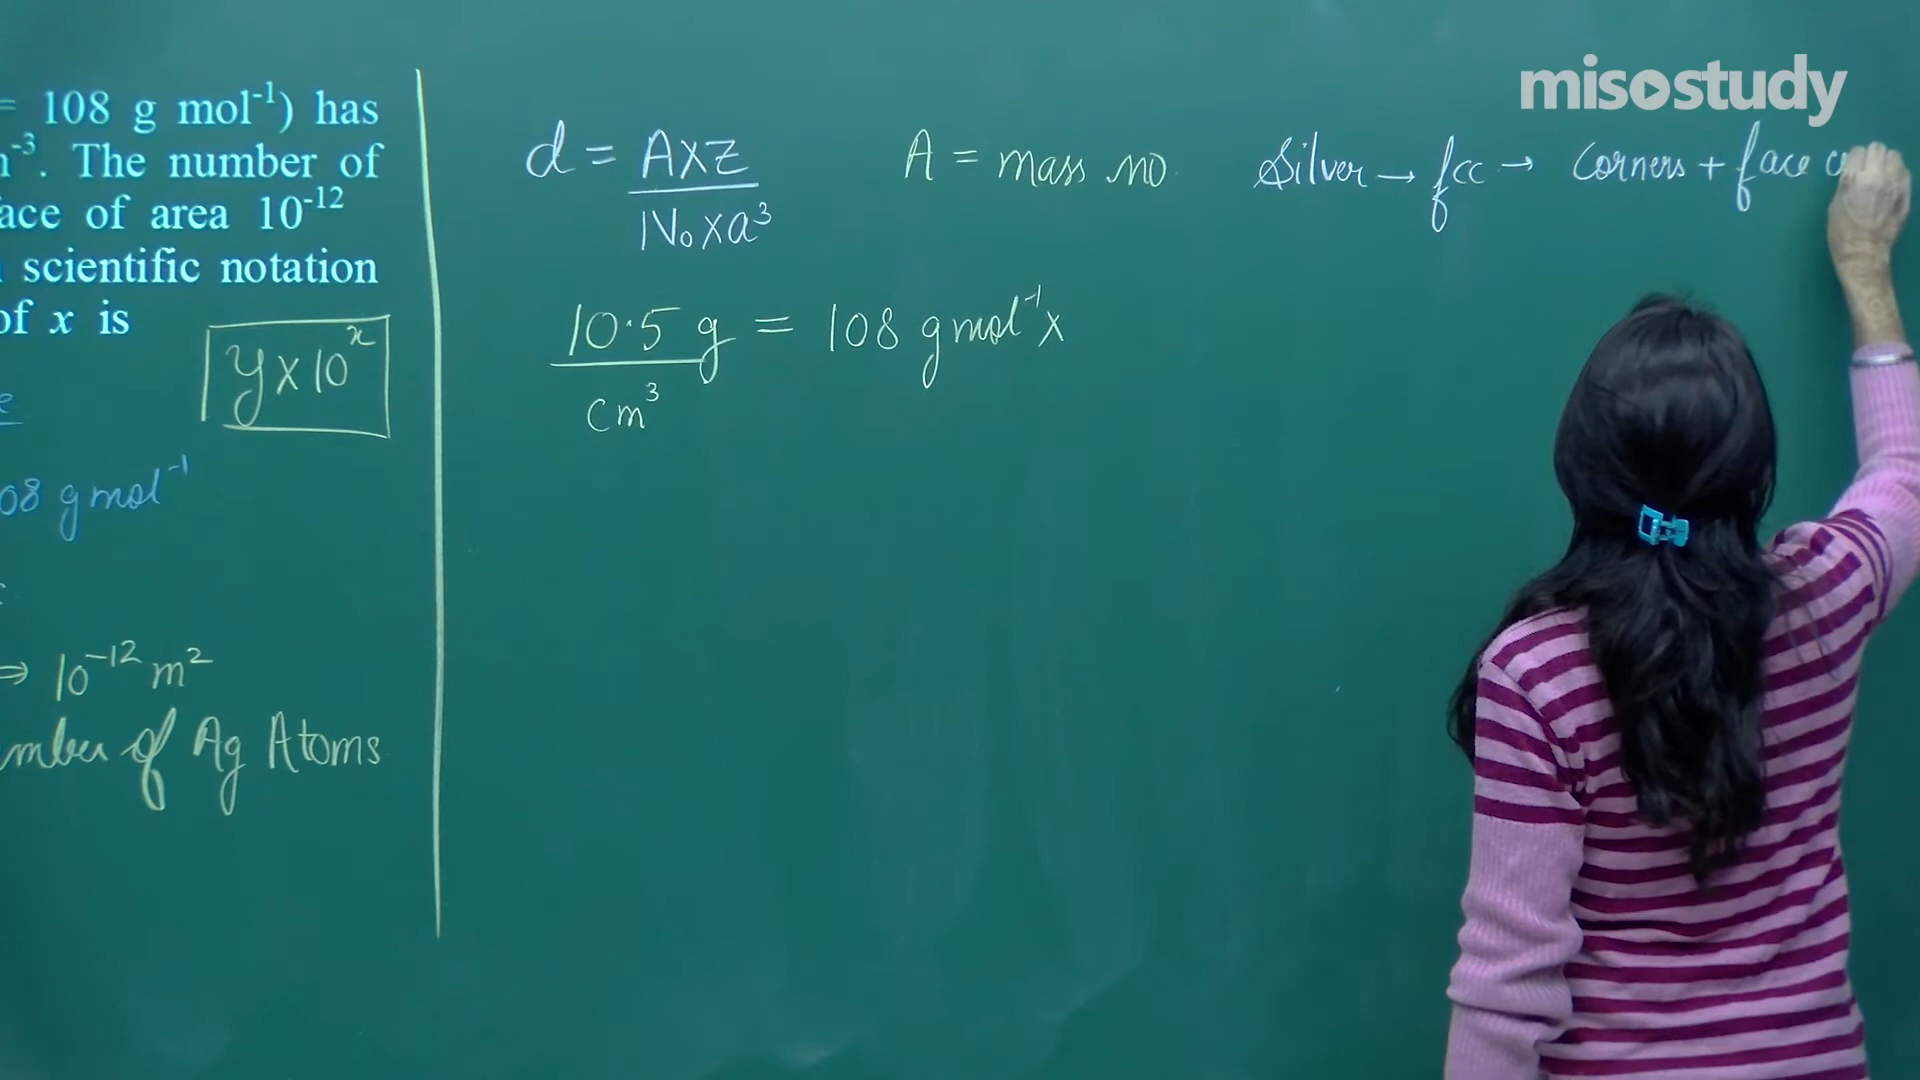 misostudy
= 108 g mol⁻¹) has
⁻³. The number of
ace of area 10⁻¹²
scientific notation
of x is
y×10ˣ
08 g mol⁻¹
⇒ 10⁻¹² m²
mber of Ag Atoms
d = A×z
N₀×a³
A = mass no.
Silver → fcc → Corners + face
10.5 g = 108 g mol⁻¹ ×
cm³